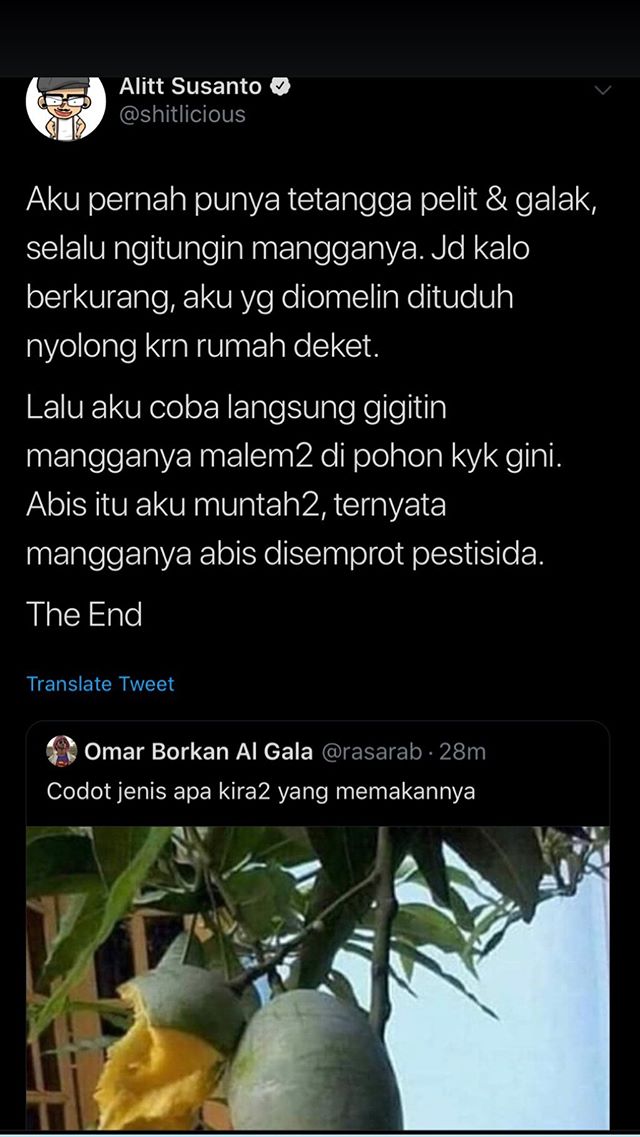 Alitt Susanto
@shitlicious
Aku pernah punya tetangga pelit & galak,
selalu ngitungin mangganya. Jd kalo
berkurang, aku yg diomelin dituduh
nyolong krn rumah deket.
Lalu aku coba langsung gigitin
mangganya malem2 di pohon kyk gini.
Abis itu aku muntah2, ternyata
mangganya abis disemprot pestisida.
The End
Translate Tweet
Omar Borkan Al Gala @rasarab · 28m
Codot jenis apa kira2 yang memakannya